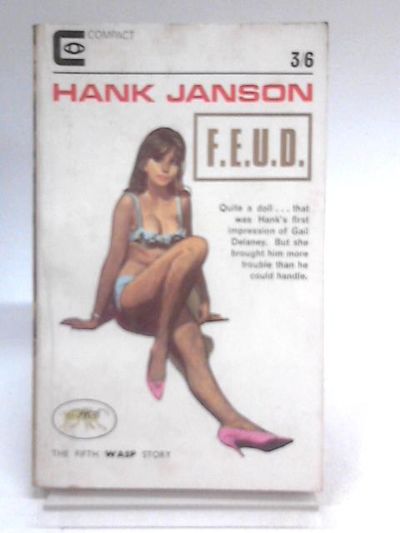 COMPACT
3/6
HANK JANSON
F.E.U.D.
Quite a doll . . . that
was Hank's first
impression of Gail
Delaney. But she
brought him more
trouble than he
could handle.
THE FIFTH WASP STORY